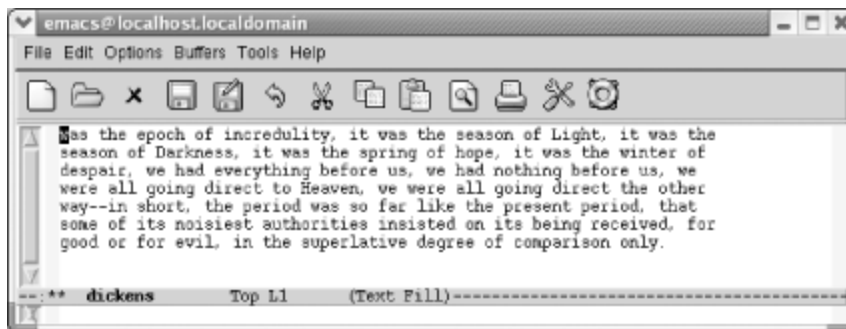 emacs@localhost.localdomain
File Edit Options Buffers Tools Help
was the epoch of incredulity, it was the season of Light, it was the
season of Darkness, it was the spring of hope, it was the winter of
despair, we had everything before us, we had nothing before us, we
were all going direct to Heaven, we were all going direct the other
way--in short, the period was so far like the present period, that
some of its noisiest authorities insisted on its being received, for
good or for evil, in the superlative degree of comparison only.
--:** dickens Top L1 (Text Fill)------------------------------------------------